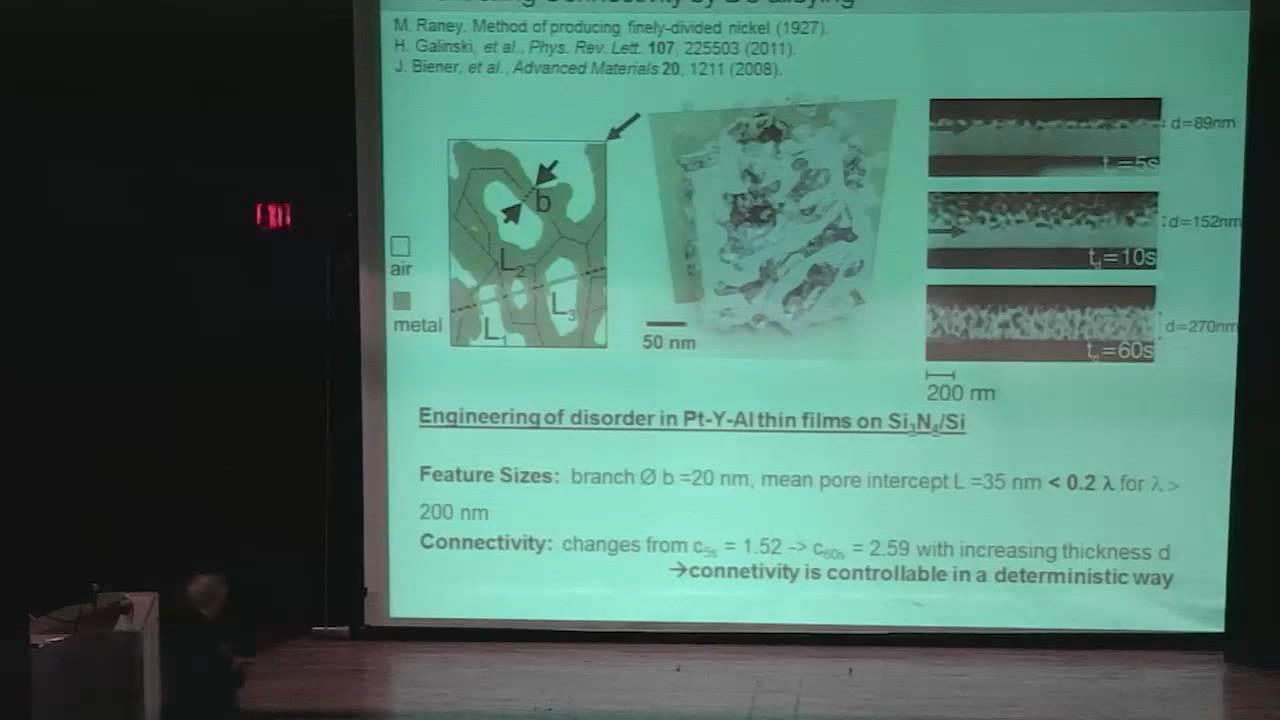 Connectivity by De-alloying
M. Raney. Method of producing finely-divided nickel (1927).
H. Galinski, et al., Phys. Rev. Lett. 107, 225503 (2011).
J. Biener, et al., Advanced Materials 20, 1211 (2008).
air
metal
b
L₂
L₃
L₁
50 nm
d=89nm
t =5s
d=152nm
=10s
d=270nm
=60s
200 nm
Engineering of disorder in Pt-Y-Al thin films on Si₃N₄/Si
Feature Sizes: branch Ø b =20 nm, mean pore intercept L =35 nm < 0.2 λ for λ >
200 nm
Connectivity: changes from c₅ₛ = 1.52 -> c₆₀ₛ = 2.59 with increasing thickness d
→connetivity is controllable in a deterministic way